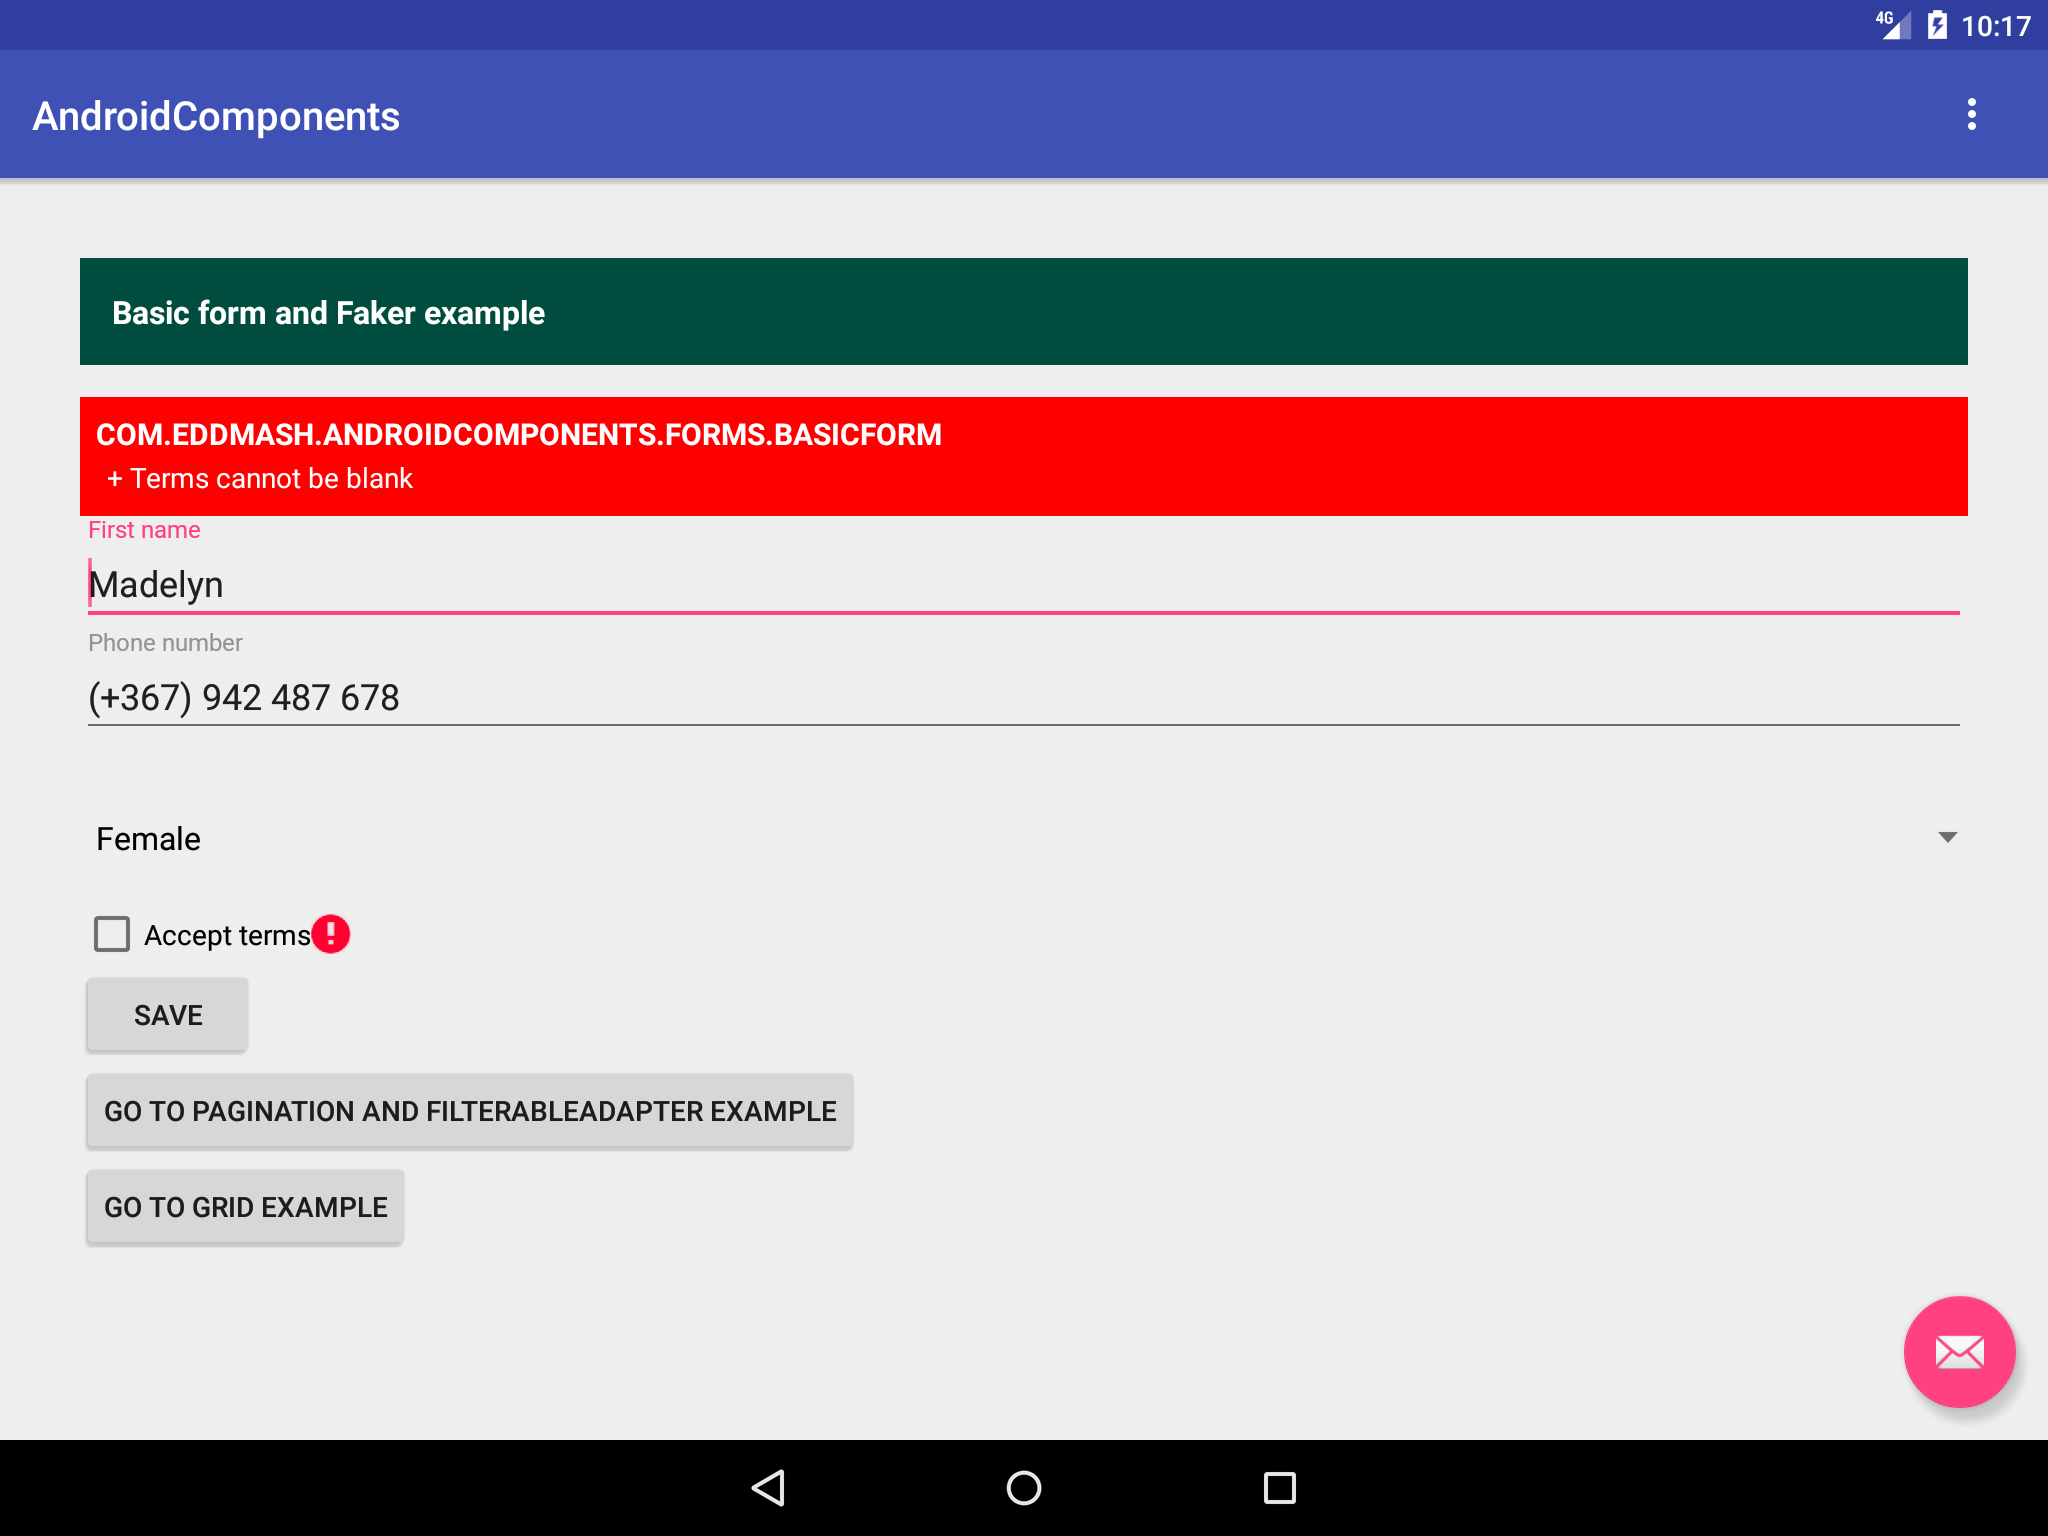 4G 10:17
AndroidComponents
Basic form and Faker example
COM.EDDMASH.ANDROIDCOMPONENTS.FORMS.BASICFORM
+ Terms cannot be blank
First name
Madelyn
Phone number
(+367) 942 487 678
Female
Accept terms
SAVE
GO TO PAGINATION AND FILTERABLEADAPTER EXAMPLE
GO TO GRID EXAMPLE